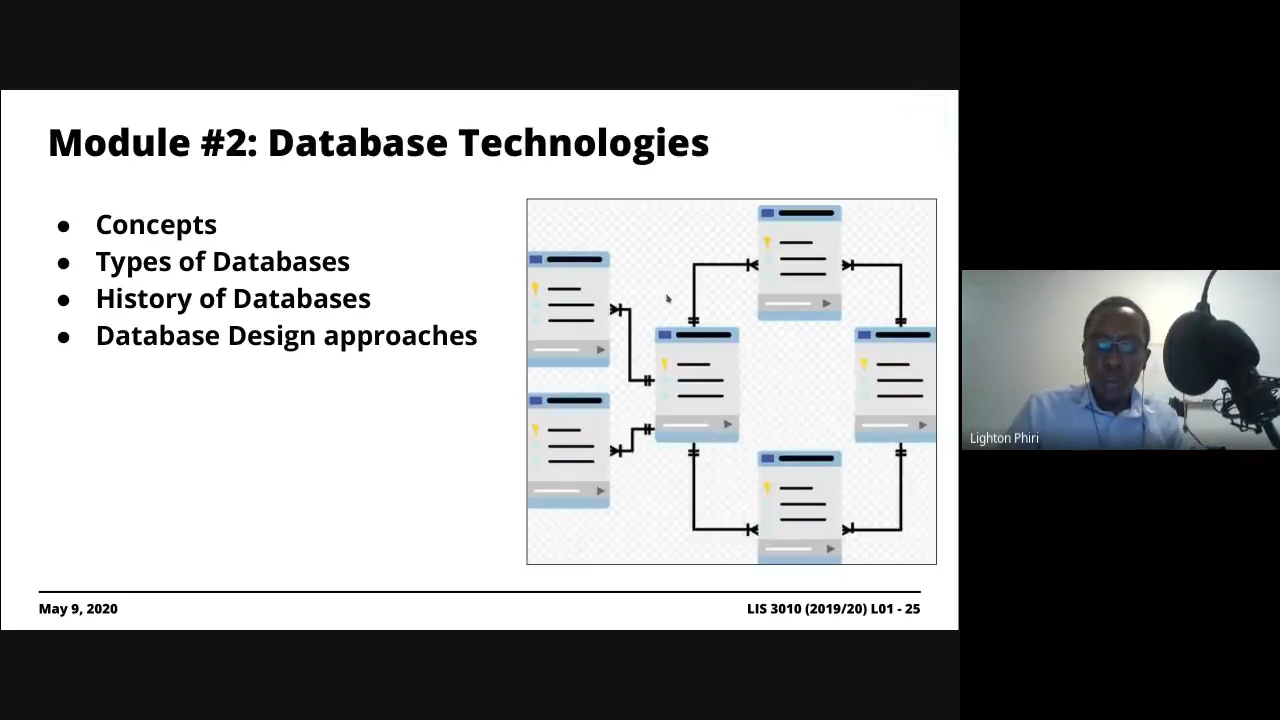 Module #2: Database Technologies
● Concepts
● Types of Databases
● History of Databases
● Database Design approaches
May 9, 2020
LIS 3010 (2019/20) L01 - 25
Lighton Phiri